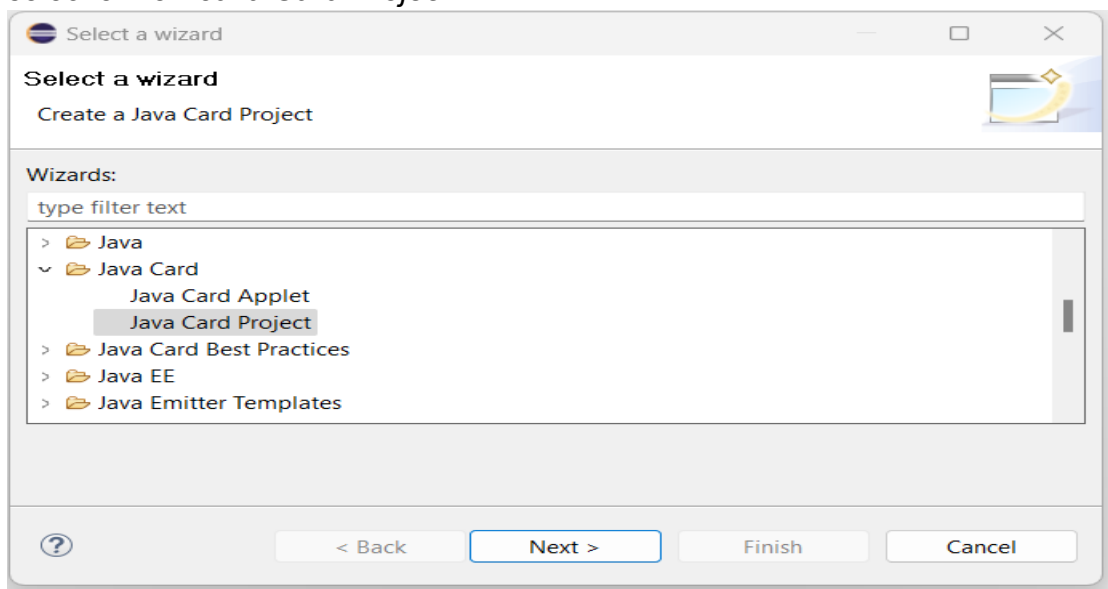 Select a wizard
Select a wizard
Create a Java Card Project
Wizards:
type filter text
> Java
Java Card
Java Card Applet
Java Card Project
> Java Card Best Practices
> Java EE
> Java Emitter Templates
? < Back Next > Finish Cancel